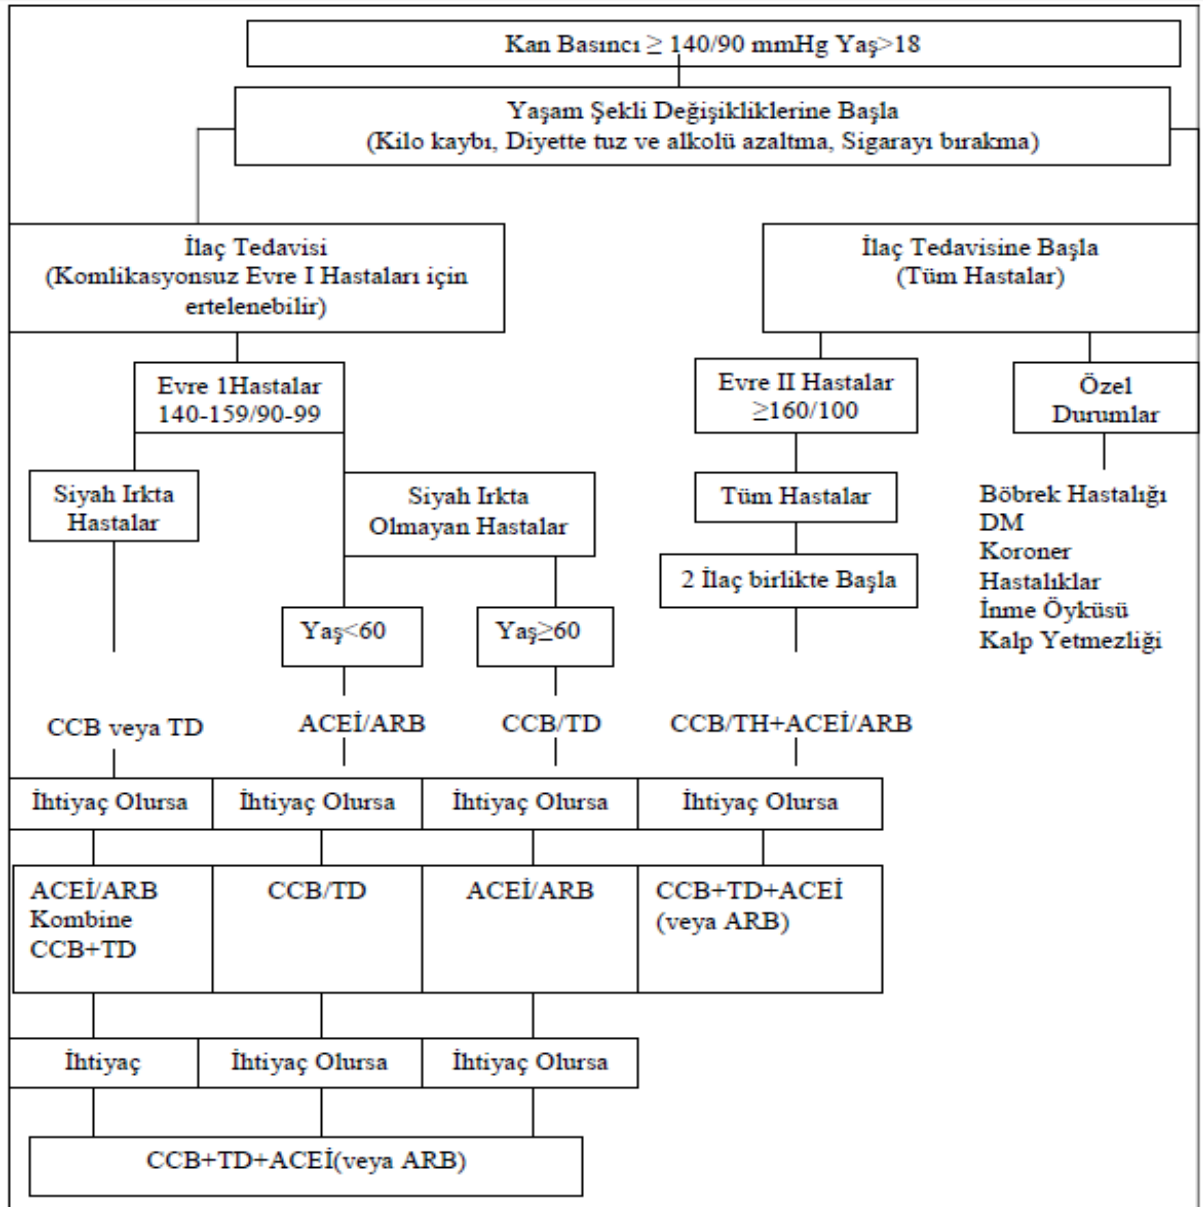 Kan Basıncı ≥ 140/90 mmHg Yaş>18
Yaşam Şekli Değişikliklerine Başla
(Kilo kaybı, Diyette tuz ve alkolü azaltma, Sigarayı bırakma)
İlaç Tedavisi
(Komlikasyonsuz Evre I Hastaları için
ertelenebilir)
İlaç Tedavisine Başla
(Tüm Hastalar)
Evre 1Hastalar
140-159/90-99
Evre II Hastalar
≥160/100
Özel
Durumlar
Siyah Irkta
Hastalar
Siyah Irkta
Olmayan Hastalar
Tüm Hastalar
Böbrek Hastalığı
DM
Koroner
Hastalıklar
İnme Öyküsü
Kalp Yetmezliği
2 İlaç birlikte Başla
Yaş<60
Yaş≥60
CCB veya TD
ACEİ/ARB
CCB/TD
CCB/TH+ACEİ/ARB
İhtiyaç Olursa
İhtiyaç Olursa
İhtiyaç Olursa
İhtiyaç Olursa
ACEİ/ARB
Kombine
CCB+TD
CCB/TD
ACEİ/ARB
CCB+TD+ACEİ
(veya ARB)
İhtiyaç
İhtiyaç Olursa
İhtiyaç Olursa
CCB+TD+ACEİ(veya ARB)